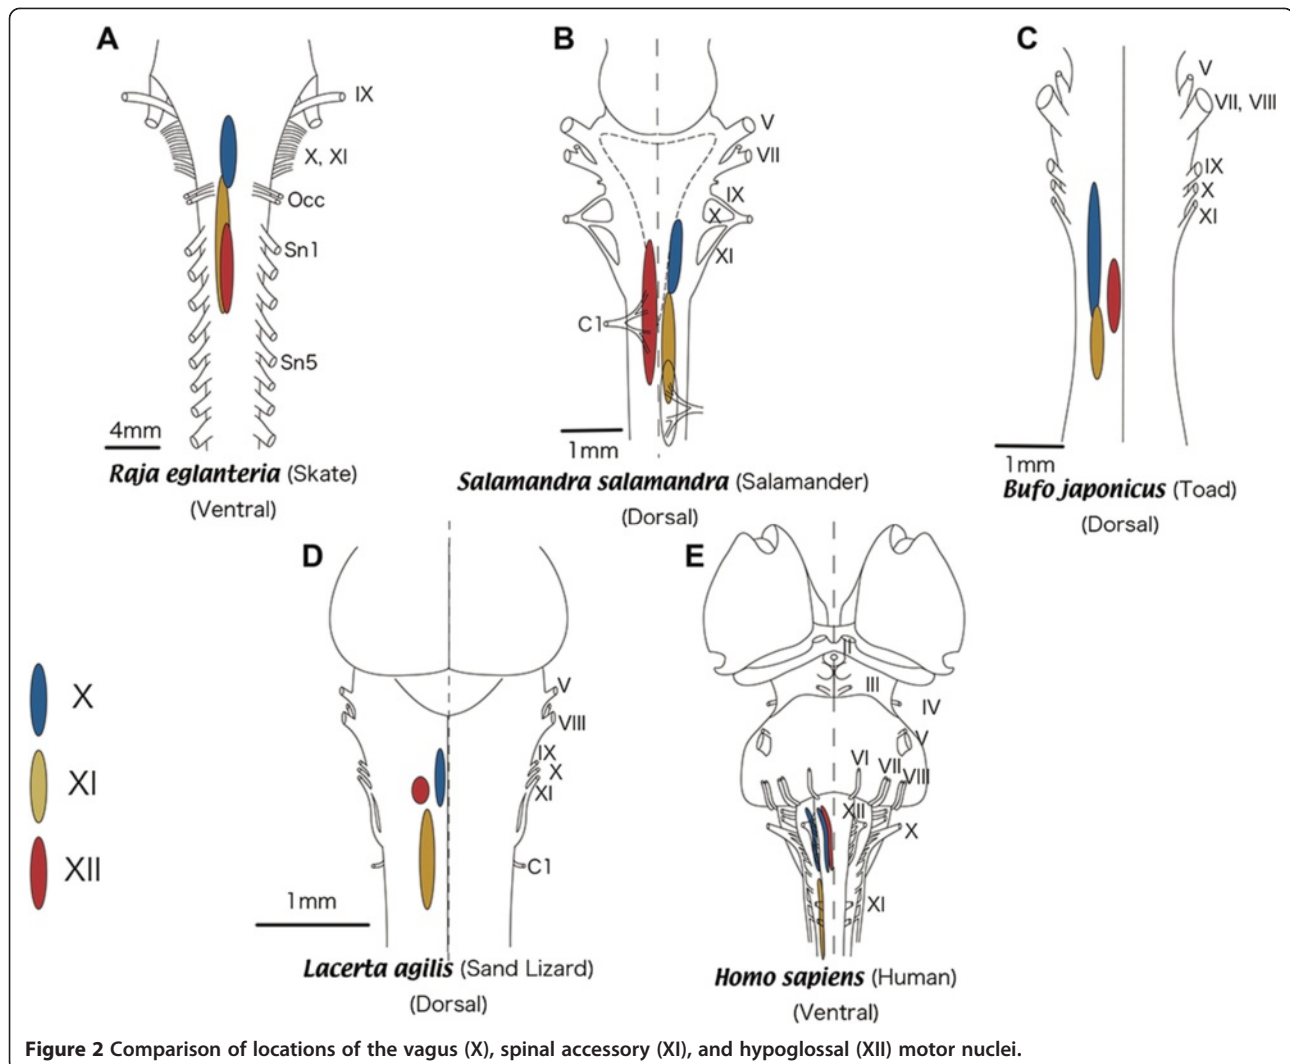 A
IX
X, XI
Occ
Sn1
Sn5
4mm
Raja eglanteria (Skate)
(Ventral)
B
V
VII
IX
X
XI
C1
1mm
Salamandra salamandra (Salamander)
(Dorsal)
C
V
VII, VIII
IX
X
XI
1mm
Bufo japonicus (Toad)
(Dorsal)
X
XI
XII
D
V
VIII
IX
X
XI
C1
1mm
Lacerta agilis (Sand Lizard)
(Dorsal)
E
II
III
IV
V
VI
VII
VIII
XII
X
XI
Homo sapiens (Human)
(Ventral)
Figure 2 Comparison of locations of the vagus (X), spinal accessory (XI), and hypoglossal (XII) motor nuclei.